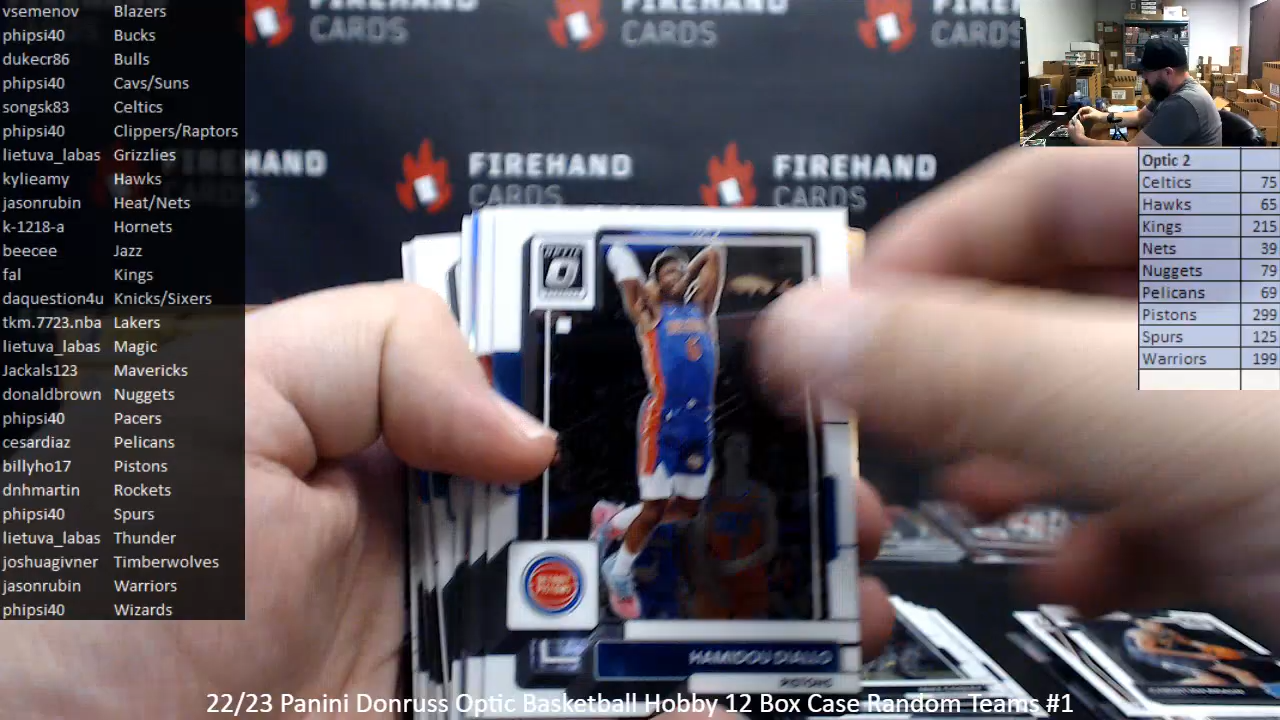 vsemenov Blazers
phipsi40 Bucks
dukecr86 Bulls
phipsi40 Cavs/Suns
songsk83 Celtics
phipsi40 Clippers/Raptors
lietuva_labas Grizzlies
kylieamy Hawks
jasonrubin Heat/Nets
k-1218-a Hornets
beecee Jazz
fal Kings
daquestion4u Knicks/Sixers
tkm.7723.nba Lakers
lietuva_labas Magic
Jackals123 Mavericks
donaldbrown Nuggets
phipsi40 Pacers
cesardiaz Pelicans
billyho17 Pistons
dnhmartin Rockets
phipsi40 Spurs
lietuva_labas Thunder
joshuagivner Timberwolves
jasonrubin Warriors
phipsi40 Wizards
FIREHAND
CARDS
FIREHAND
CARDS
FIREHAND
FIREHAND
CARDS
FIREHAND
CARDS
Optic 2
Celtics 75
Hawks 65
Kings 215
Nets 39
Nuggets 79
Pelicans 69
Pistons 299
Spurs 125
Warriors 199
HAMIDOU DIALLO
PISTONS
22/23 Panini Donruss Optic Basketball Hobby 12 Box Case Random Teams #1